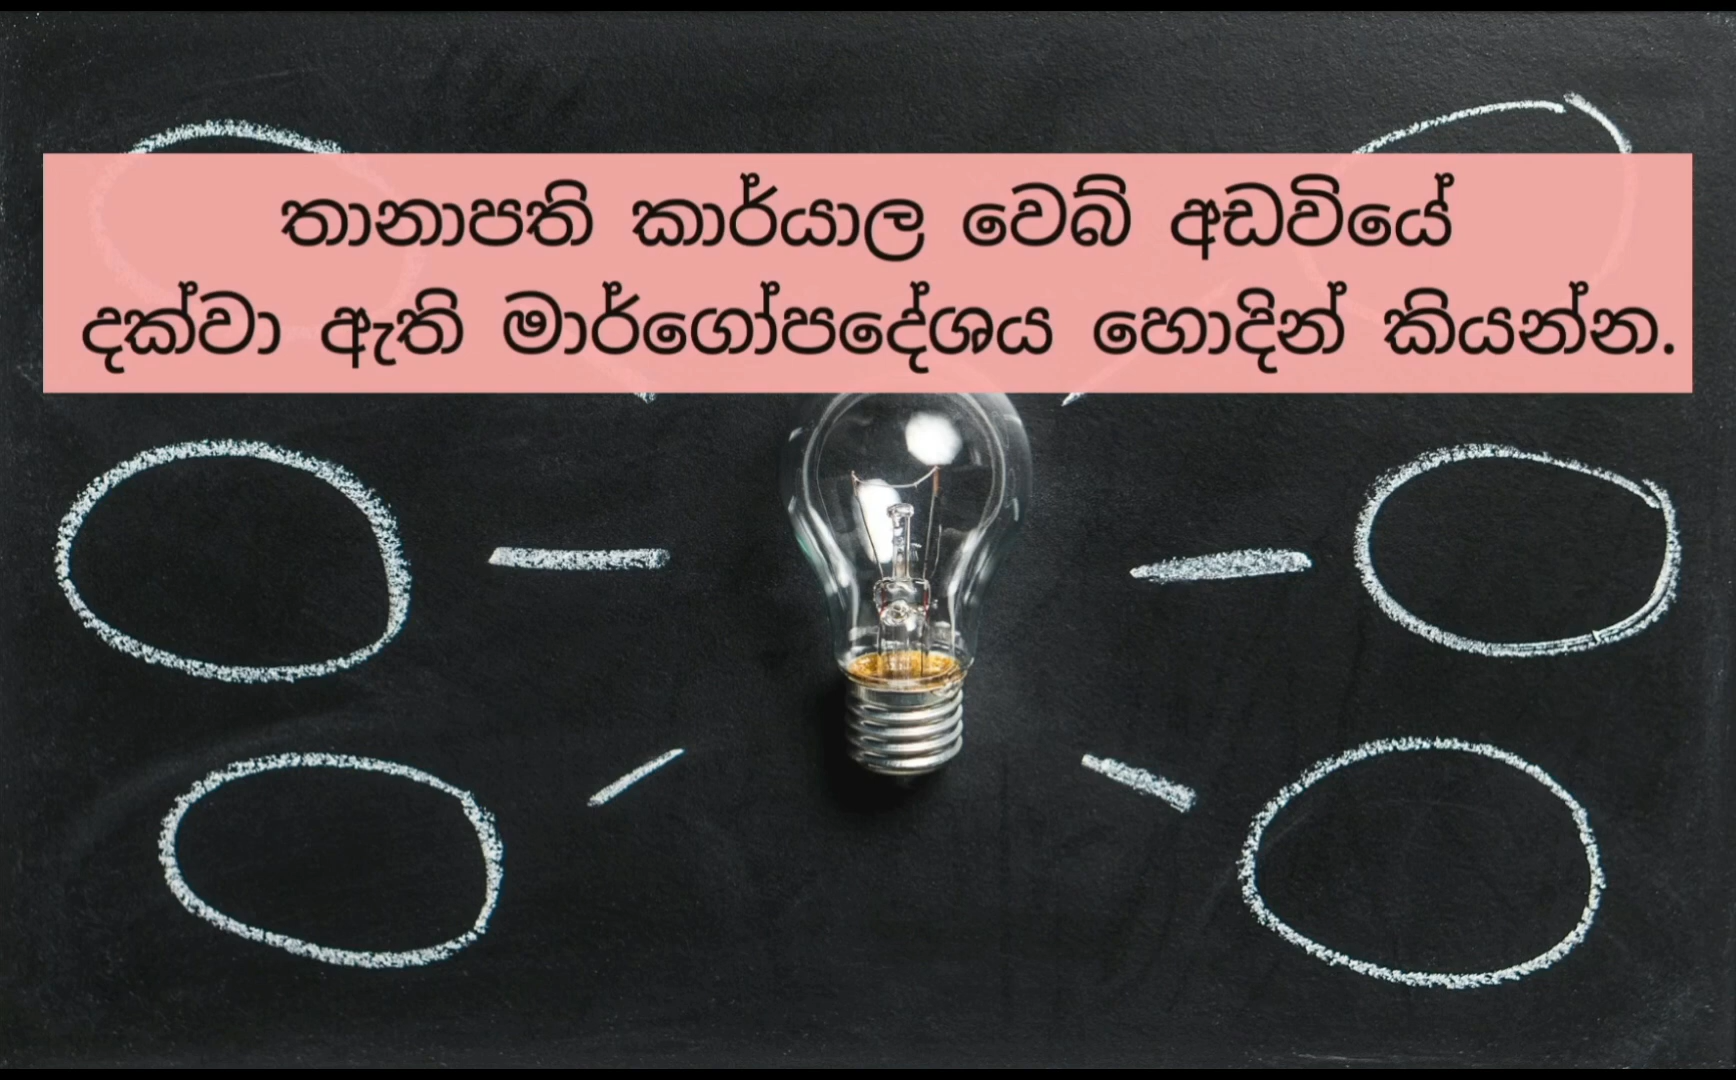 තානාපති කාර්යාල වෙබ් අඩවියේ
දක්වා ඇති මාර්ගෝපදේශය හොදින් කියන්න.